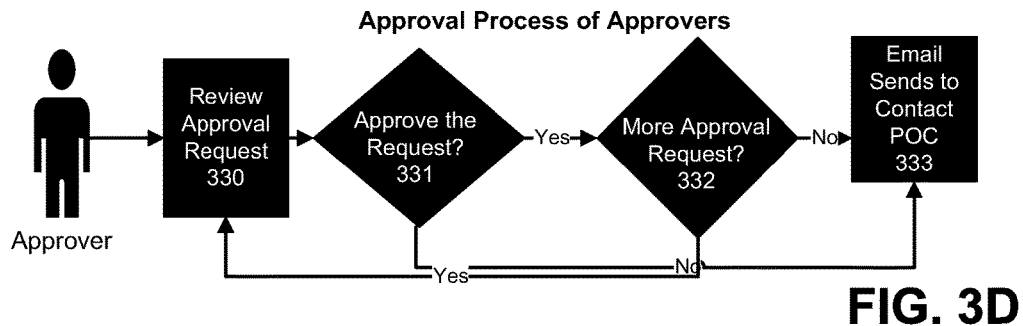 Approval Process of Approvers
Approver
Review
Approval
Request
330
Approve the
Request?
331
Yes
More Approval
Request?
332
No
Email
Sends to
Contact
POC
333
No
Yes
FIG. 3D